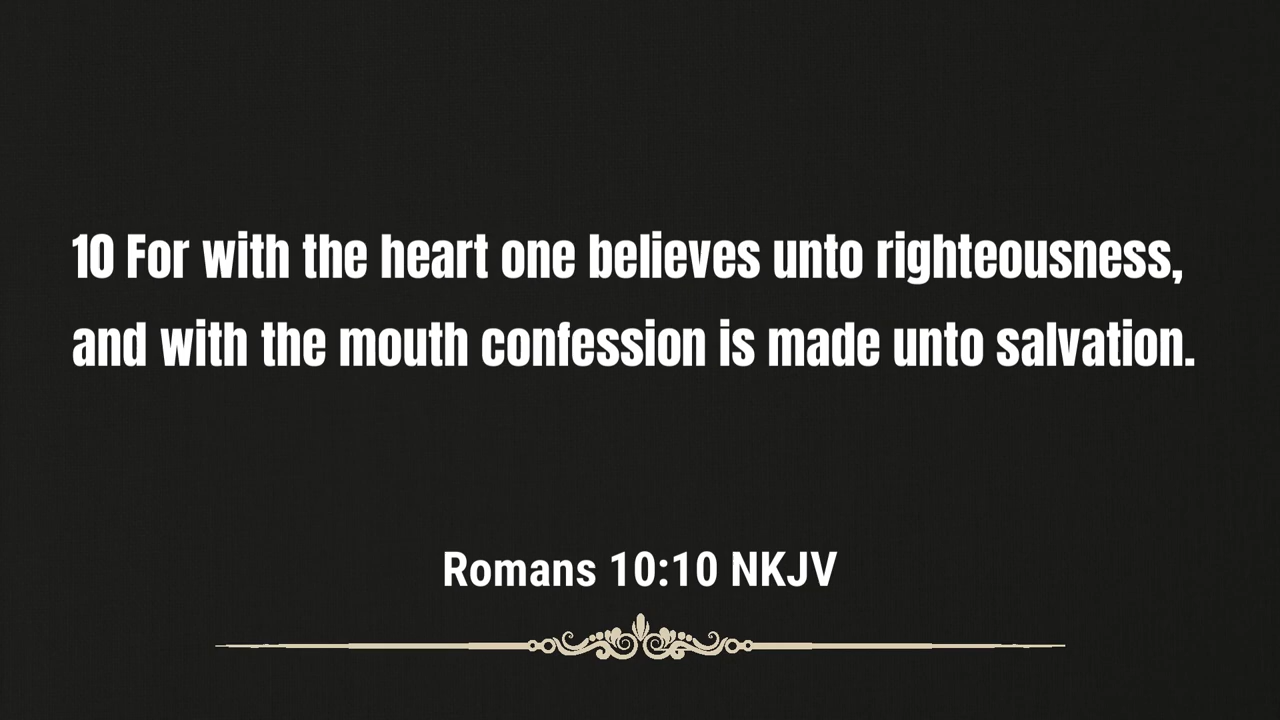 10 For with the heart one believes unto righteousness,
and with the mouth confession is made unto salvation.
Romans 10:10 NKJV